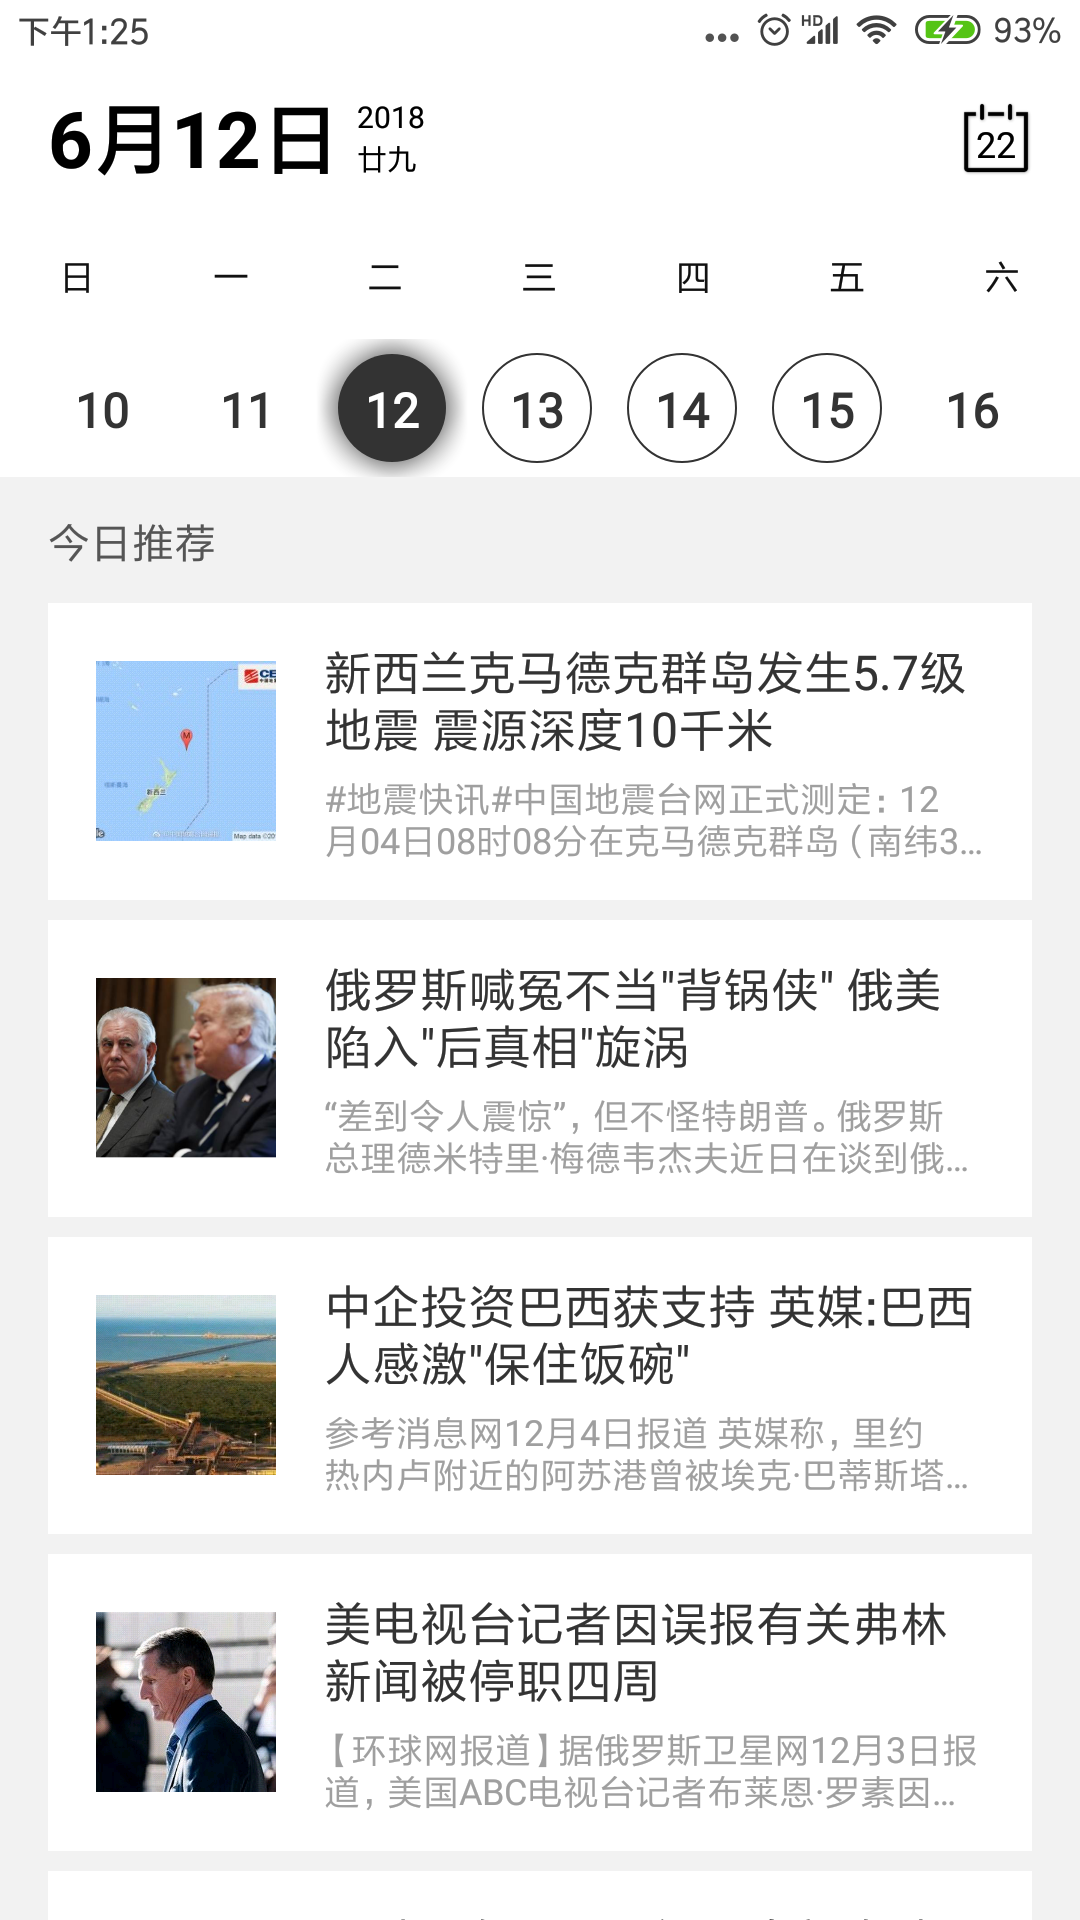 下午1:25
HD
93%
6月12日
2018
廿九
22
日 一 二 三 四 五 六
10 11 12 13 14 15 16
今日推荐
新西兰克马德克群岛发生5.7级
地震 震源深度10千米
#地震快讯#中国地震台网正式测定：12
月04日08时08分在克马德克群岛（南纬3...
CE
M
新西兰
Map data ©20
俄罗斯喊冤不当"背锅侠" 俄美
陷入"后真相"旋涡
“差到令人震惊”，但不怪特朗普。俄罗斯
总理德米特里·梅德韦杰夫近日在谈到俄...
中企投资巴西获支持 英媒:巴西
人感激"保住饭碗"
参考消息网12月4日报道 英媒称，里约
热内卢附近的阿苏港曾被埃克·巴蒂斯塔...
美电视台记者因误报有关弗林
新闻被停职四周
【环球网报道】据俄罗斯卫星网12月3日报
道，美国ABC电视台记者布莱恩·罗素因...